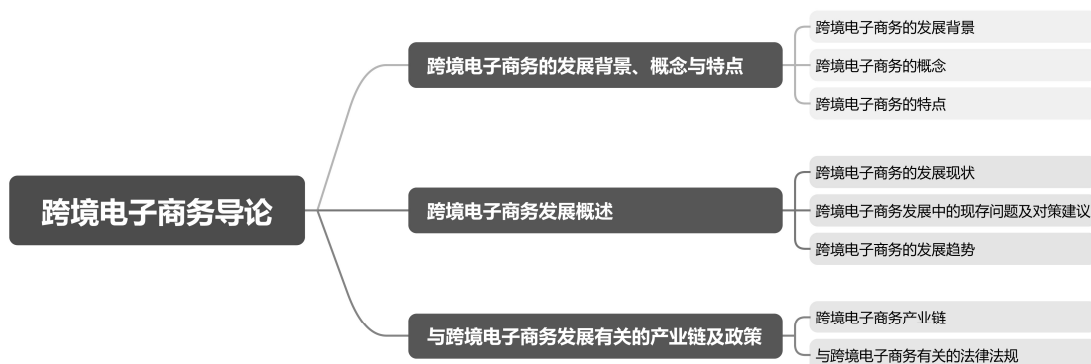 跨境电子商务导论
跨境电子商务的发展背景、概念与特点
跨境电子商务的发展背景
跨境电子商务的概念
跨境电子商务的特点
跨境电子商务发展概述
跨境电子商务的发展现状
跨境电子商务发展中的现存问题及对策建议
跨境电子商务的发展趋势
与跨境电子商务发展有关的产业链及政策
跨境电子商务产业链
与跨境电子商务有关的法律法规